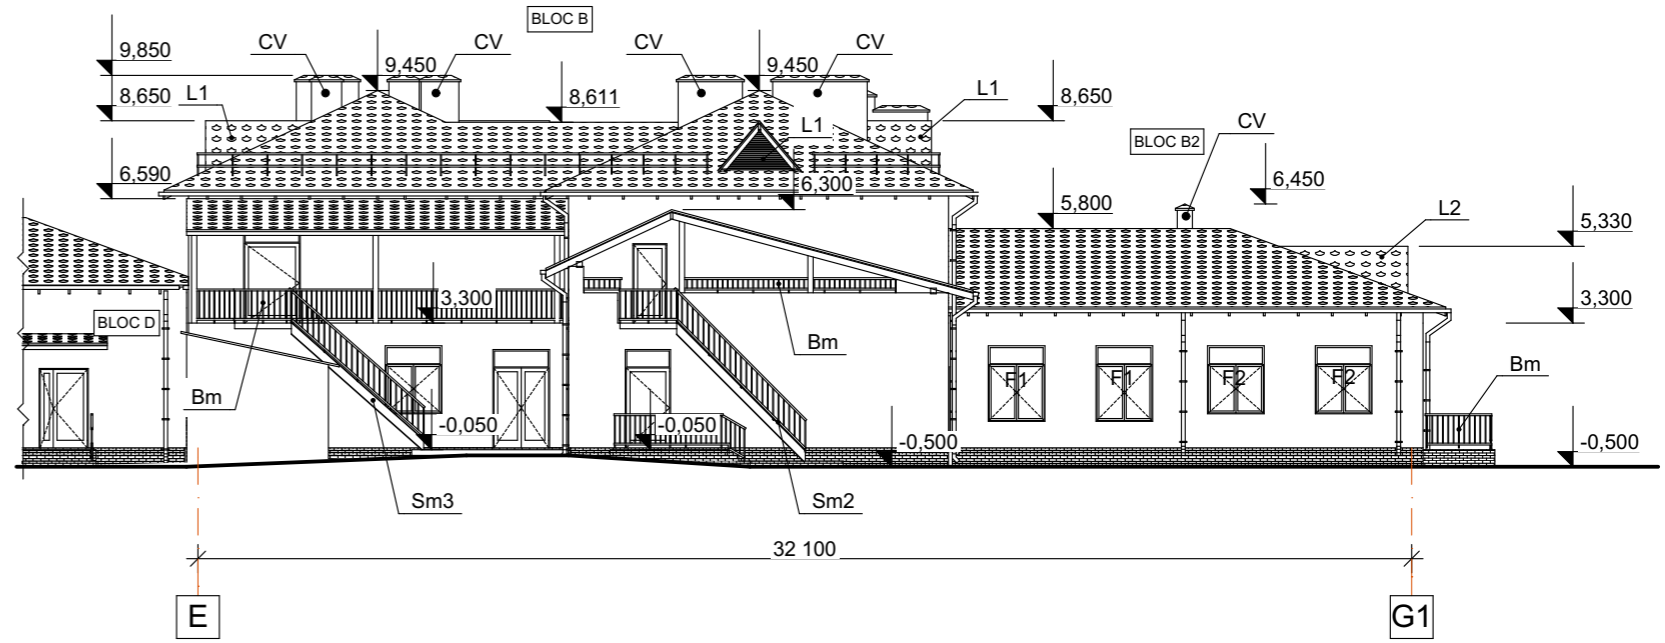 BLOC B
9,850
CV
CV
CV
CV
9,450
9,450
8,650
L1
8,611
L1
L1
8,650
BLOC B2
CV
6,590
6,300
6,450
5,800
L2
5,330
3,300
3,300
BLOC D
Bm
Bm
F1
F1
F2
F2
Bm
-0,050
-0,050
-0,500
-0,500
Sm3
Sm2
32 100
E
G1